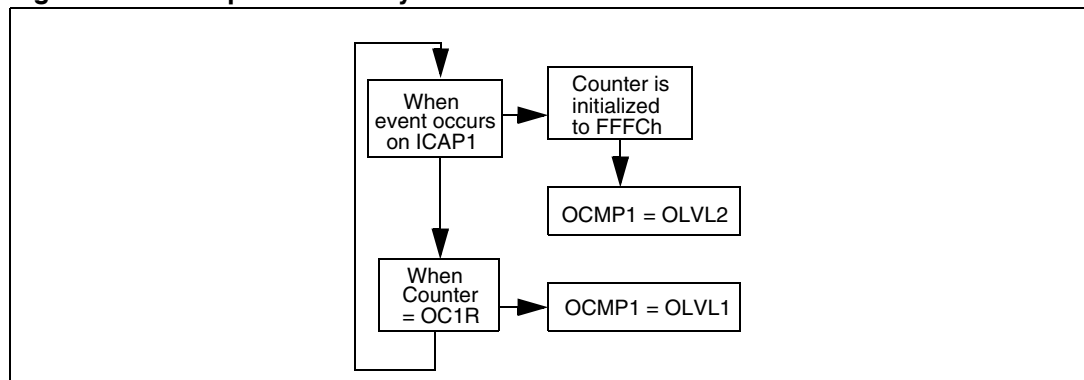 When
event occurs
on ICAP1
Counter is
initialized
to FFFCh
OCMP1 = OLVL2
When
Counter
= OC1R
OCMP1 = OLVL1